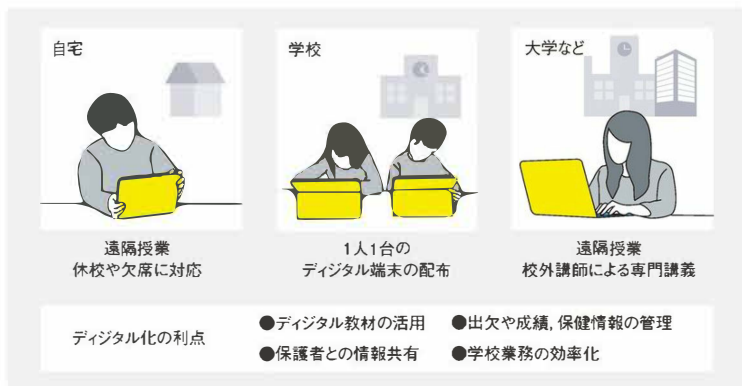 自宅
学校
大学など
遠隔授業
休校や欠席に対応
1人1台の
ディジタル端末の配布
遠隔授業
校外講師による専門講義
ディジタル化の利点
●ディジタル教材の活用
●出欠や成績, 保健情報の管理
●保護者との情報共有
●学校業務の効率化